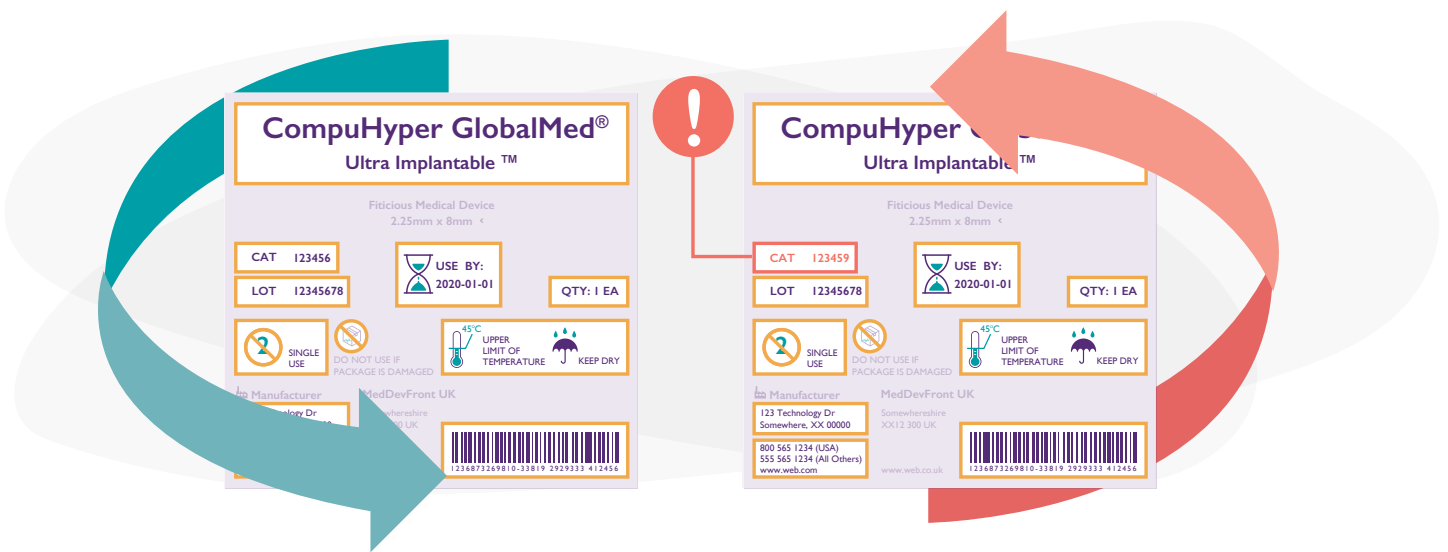 CompuHyper GlobalMed®
Ultra Implantable ™
Ficticious Medical Device
2.25mm x 8mm
CAT 123456
LOT 12345678
USE BY:
2020-01-01
QTY: 1 EA
2
SINGLE
USE
DO NOT USE IF
PACKAGE IS DAMAGED
45°C
UPPER
LIMIT OF
TEMPERATURE
KEEP DRY
Manufacturer
MedDevFront UK
Dr
UK
1236873269810-33819 2929333 412456
!
CompuHyper
Ultra Implantable ™
Fiticious Medical Device
2.25mm x 8mm
CAT 123459
LOT 12345678
USE BY:
2020-01-01
QTY: 1 EA
2
SINGLE
USE
DO NOT USE IF
PACKAGE IS DAMAGED
45°C
UPPER
LIMIT OF
TEMPERATURE
KEEP DRY
Manufacturer
123 Technology Dr
Somewhere, XX 00000
800 565 1234 (USA)
555 565 1234 (All Others)
www.web.com
MedDevFront UK
Somewhereshire
XX12 300 UK
www.web.co.uk
1236873269810-33819 2929333 412456